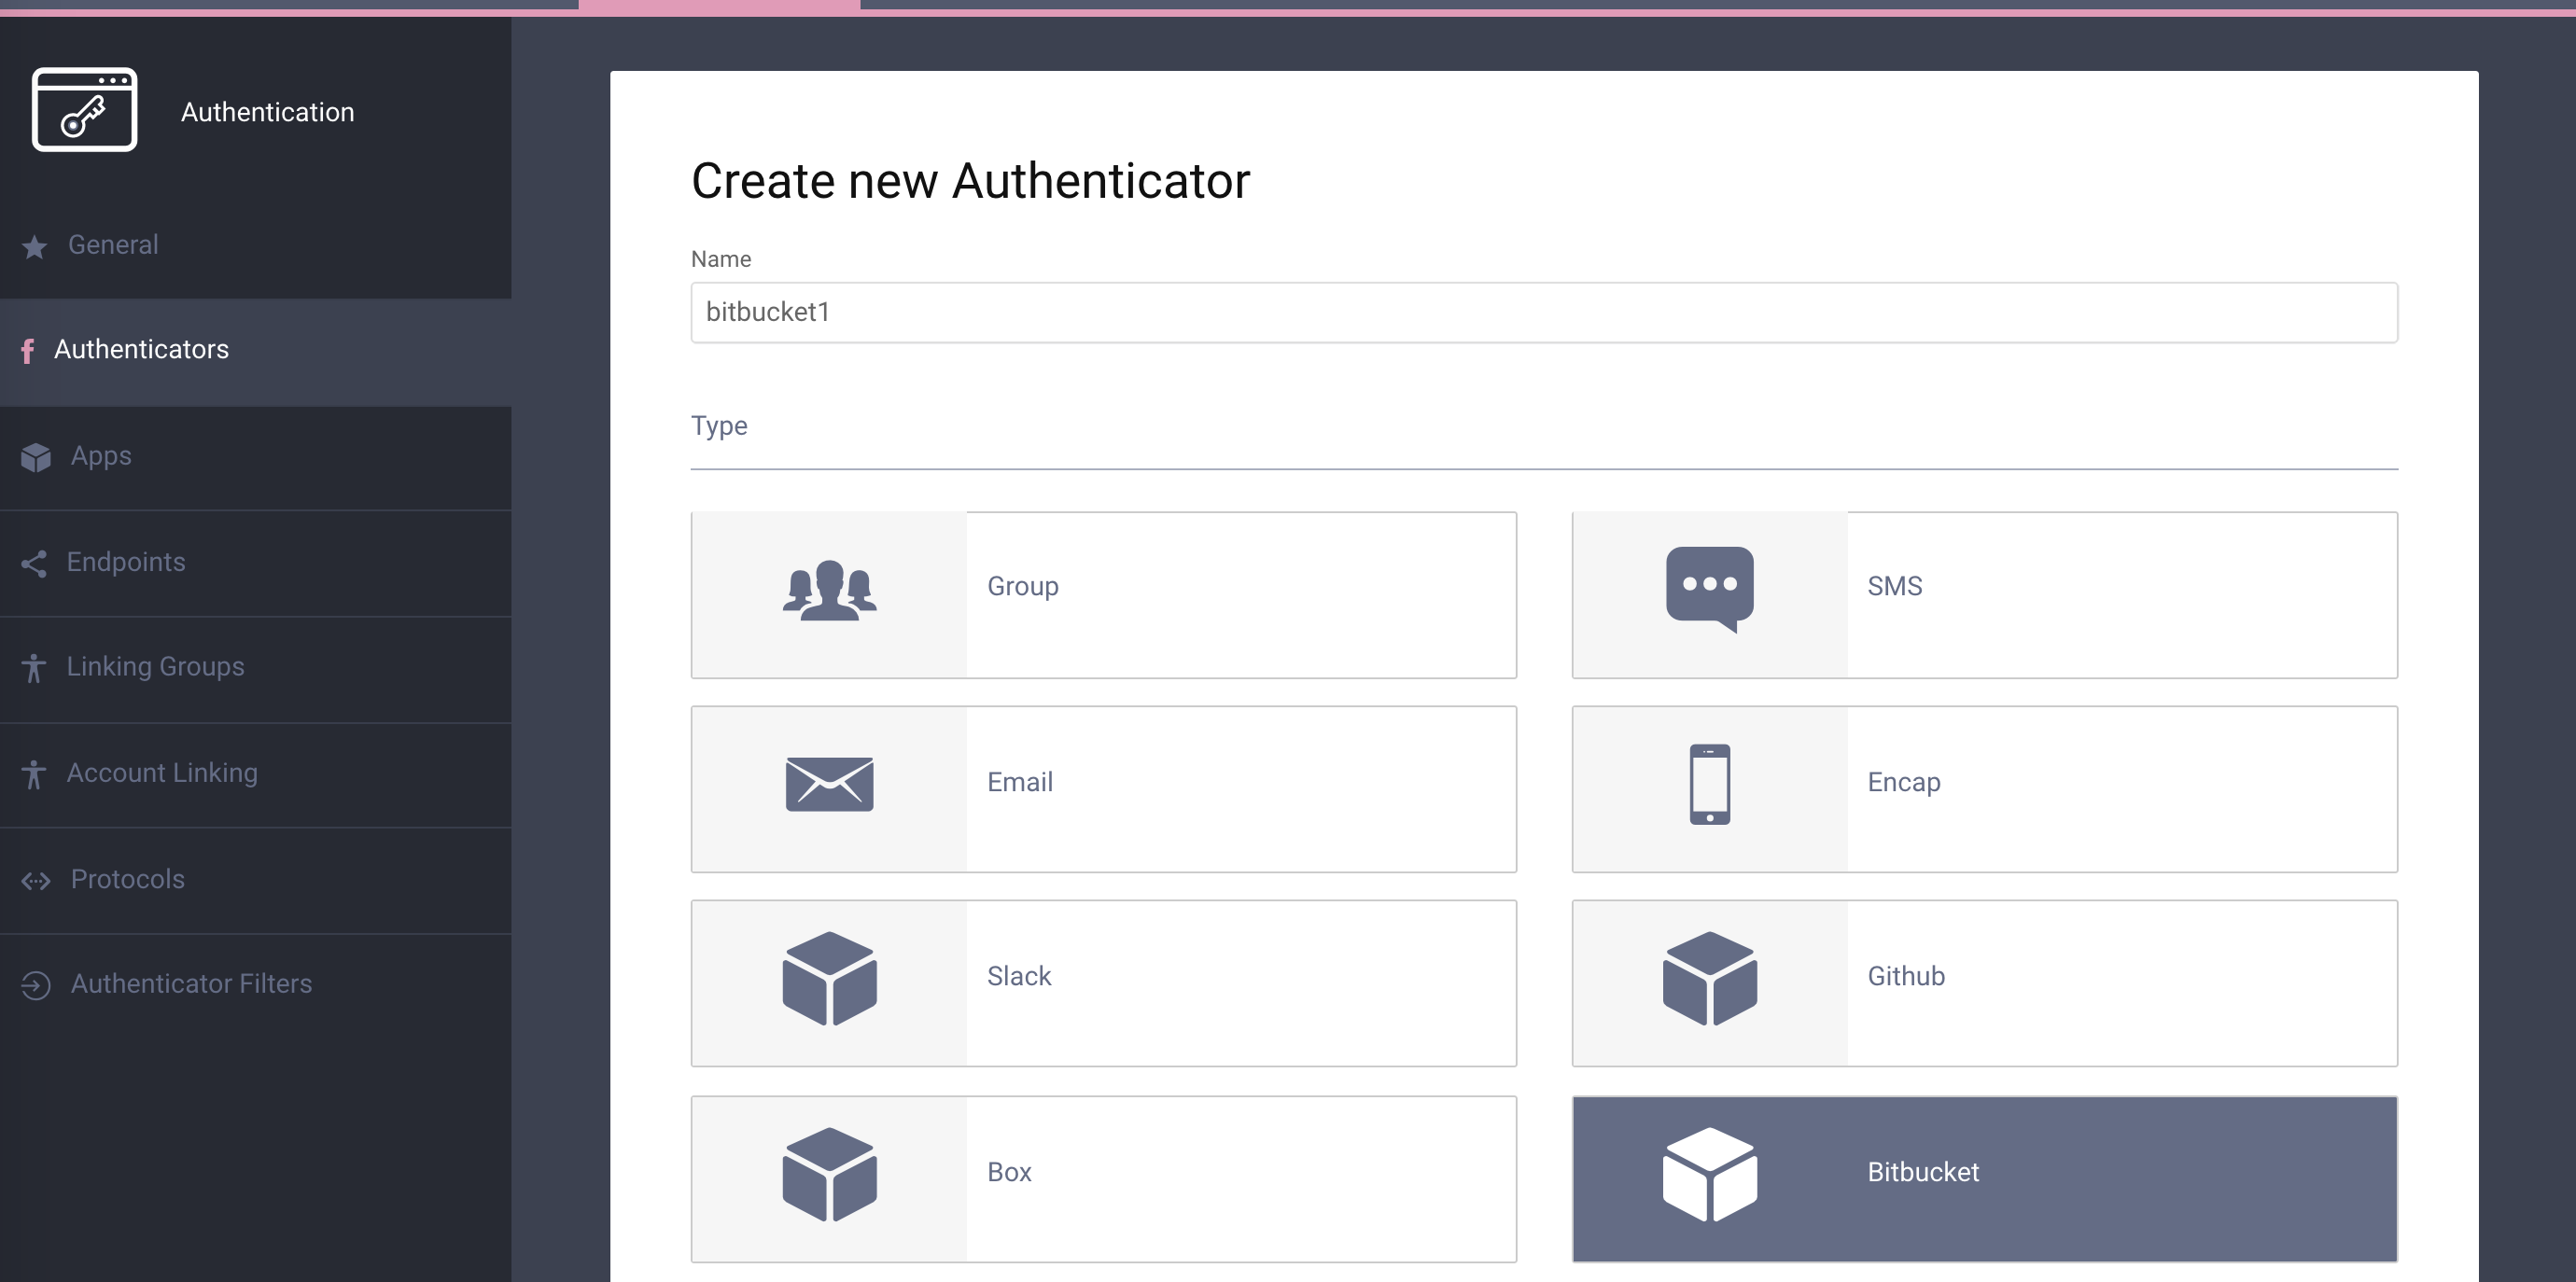 Authentication
General
Authenticators
Apps
Endpoints
Linking Groups
Account Linking
Protocols
Authenticator Filters
Create new Authenticator
Name
bitbucket1
Type
Group
SMS
Email
Encap
Slack
Github
Box
Bitbucket